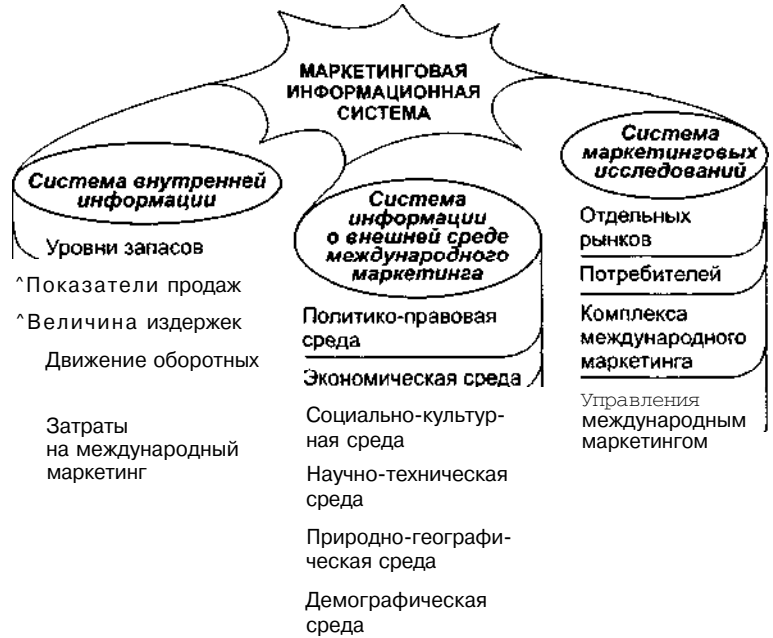 МАРКЕТИНГОВАЯ
ИНФОРМАЦИОННАЯ
СИСТЕМА
Система внутренней
информации
Уровни запасов
^Показатели продаж
^Величина издержек
Движение оборотных
Затраты
на международный
маркетинг
Система
информации
о внешней среде
международного
маркетинга
Политико-правовая
среда
Экономическая среда
Социально-культур-
ная среда
Научно-техническая
среда
Природно-географи-
ческая среда
Демографическая
среда
Система
маркетинговых
исследований
Отдельных
рынков
Потребителей
Комплекса
международного
маркетинга
Управления
международным
маркетингом